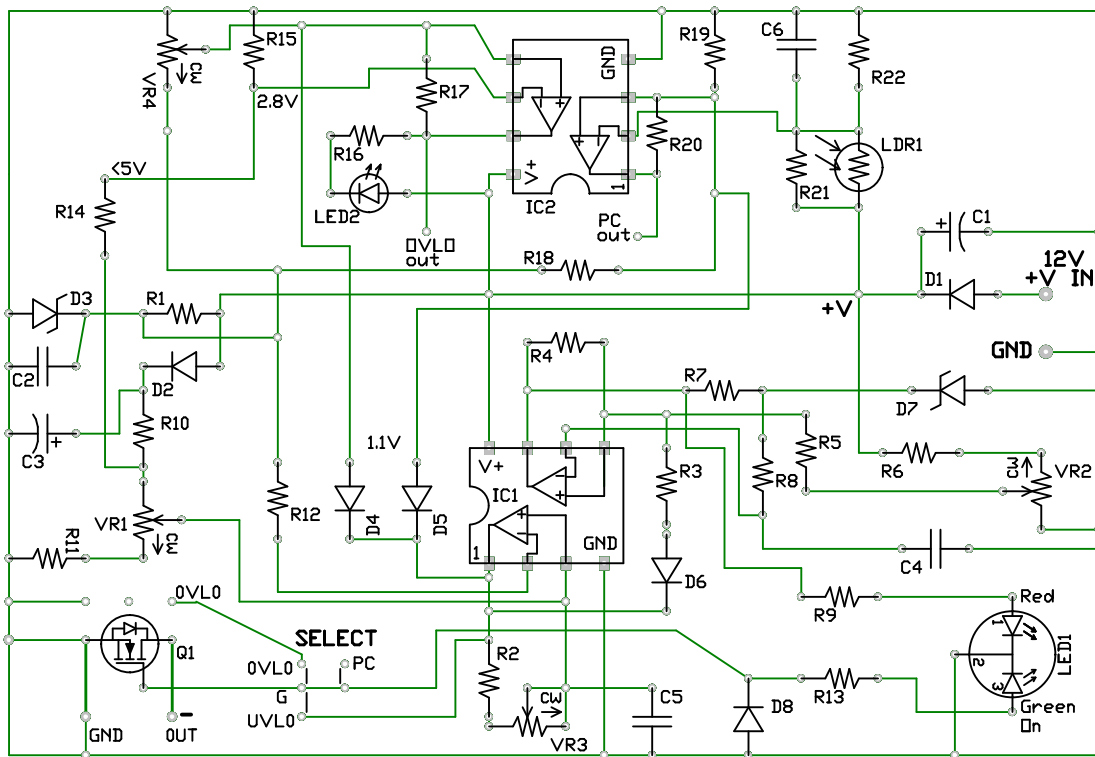 R15
R19
C6
VR4
CW
2.8V
R17
GND
R22
R16
R20
LDR1
<5V
V+
1
R21
R14
LED2
IC2
PC
out
C1
OVLO
out
R18
12V
+V IN
D1
D3
R1
+V
R4
GND
C2
D2
R7
D7
C3
R10
1.1V
R5
V+
R3
R6
CW
VR2
IC1
R8
VR1
CW
R12
D4
D5
R11
1
GND
D6
C4
OVLO
R9
Red
1
SELECT
Q1
OVLO
PC
R2
2
LED1
G
R13
3
UVLO
CW
C5
D8
Green
On
GND
OUT
VR3